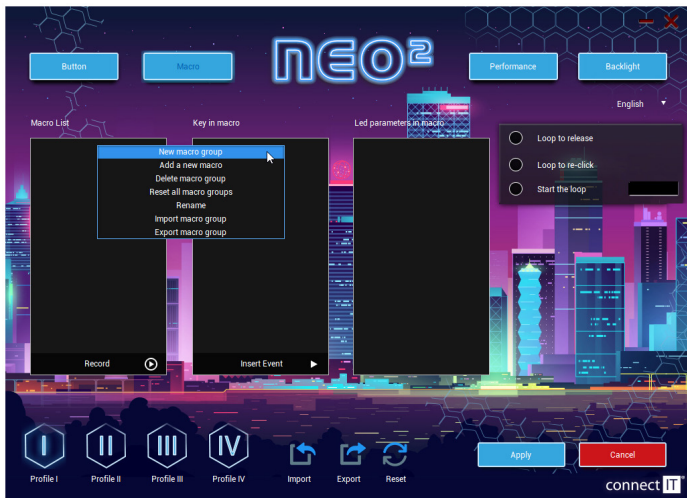 NEO²
Button
Macro
Performance
Backlight
English
Macro List
Key in macro
Led parameters in macro
New macro group
Add a new macro
Delete macro group
Reset all macro groups
Rename
Import macro group
Export macro group
Loop to release
Loop to re-click
Start the loop
Record
Insert Event
I
II
III
IV
Profile I
Profile II
Profile III
Profile IV
Import
Export
Reset
Apply
Cancel
connect IT